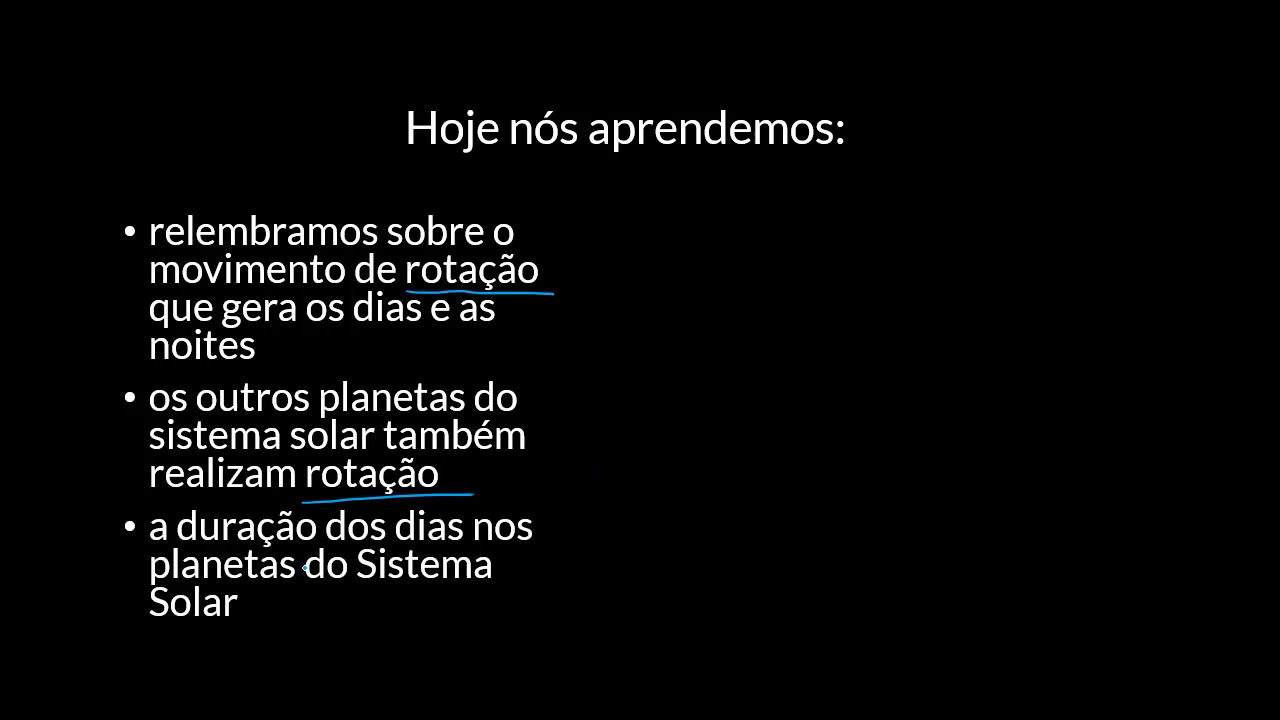 Hoje nós aprendemos:
• relembramos sobre o
movimento de rotação
que gera os dias e as
noites
• os outros planetas do
sistema solar também
realizam rotação
• a duração dos dias nos
planetas do Sistema
Solar